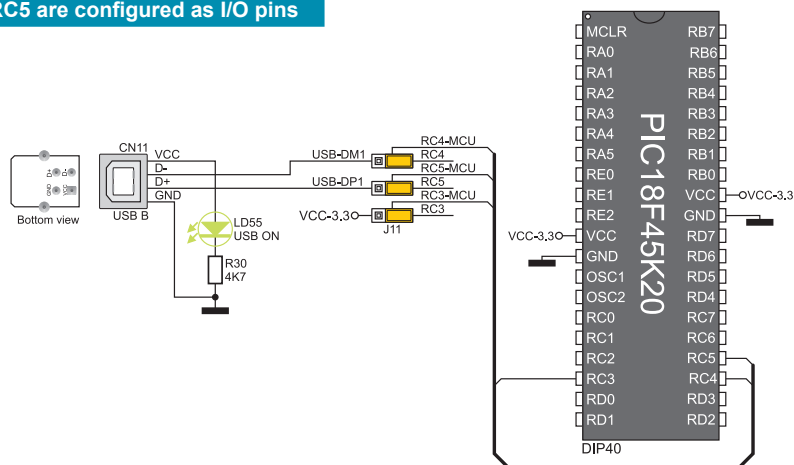 RC5 are configured as I/O pins
CN11
VCC
D-
D+
GND
USB B
D+ D-
GND VCC
Bottom view
LD55
USB ON
R30
4K7
USB-DM1
USB-DP1
VCC-3.3
RC4-MCU
RC4
RC5-MCU
RC5
RC3-MCU
RC3
J11
VCC-3.3
PIC18F45K20
MCLR
RA0
RA1
RA2
RA3
RA4
RA5
RE0
RE1
RE2
VCC
GND
OSC1
OSC2
RC0
RC1
RC2
RC3
RD0
RD1
RB7
RB6
RB5
RB4
RB3
RB2
RB1
RB0
VCC
GND
RD7
RD6
RD5
RD4
RC7
RC6
RC5
RC4
RD3
RD2
VCC-3.3
DIP40